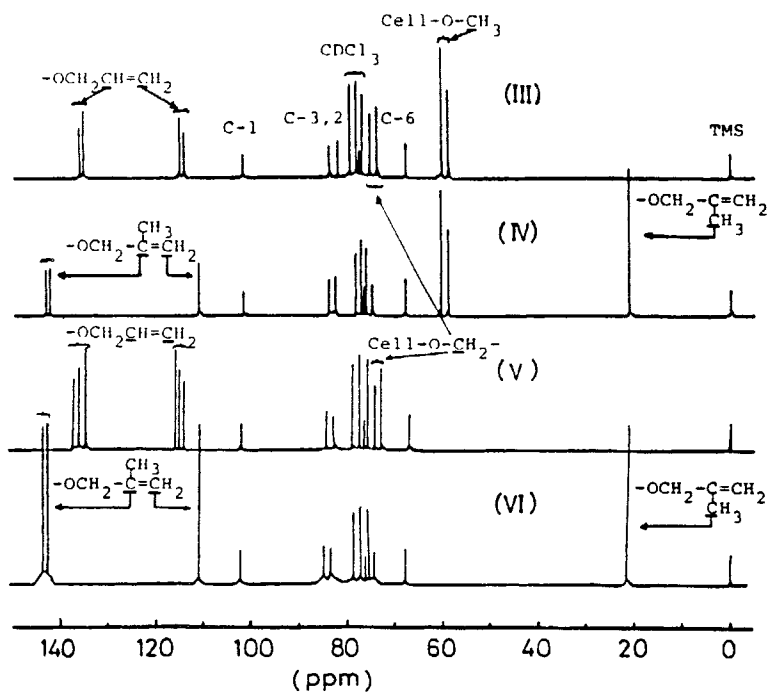 Cell-O-CH3
CDCl3
-OCH2CH=CH2
(III)
C-1
C-3,2
C-6
TMS
CH3
-OCH2-C=CH2
(IV)
-OCH2-C=CH2
CH3
-OCH2CH=CH2
Cell-O-CH2-
(V)
CH3
-OCH2-C=CH2
(VI)
-OCH2-C=CH2
CH3
140 120 100 80 60 40 20 0
(ppm)